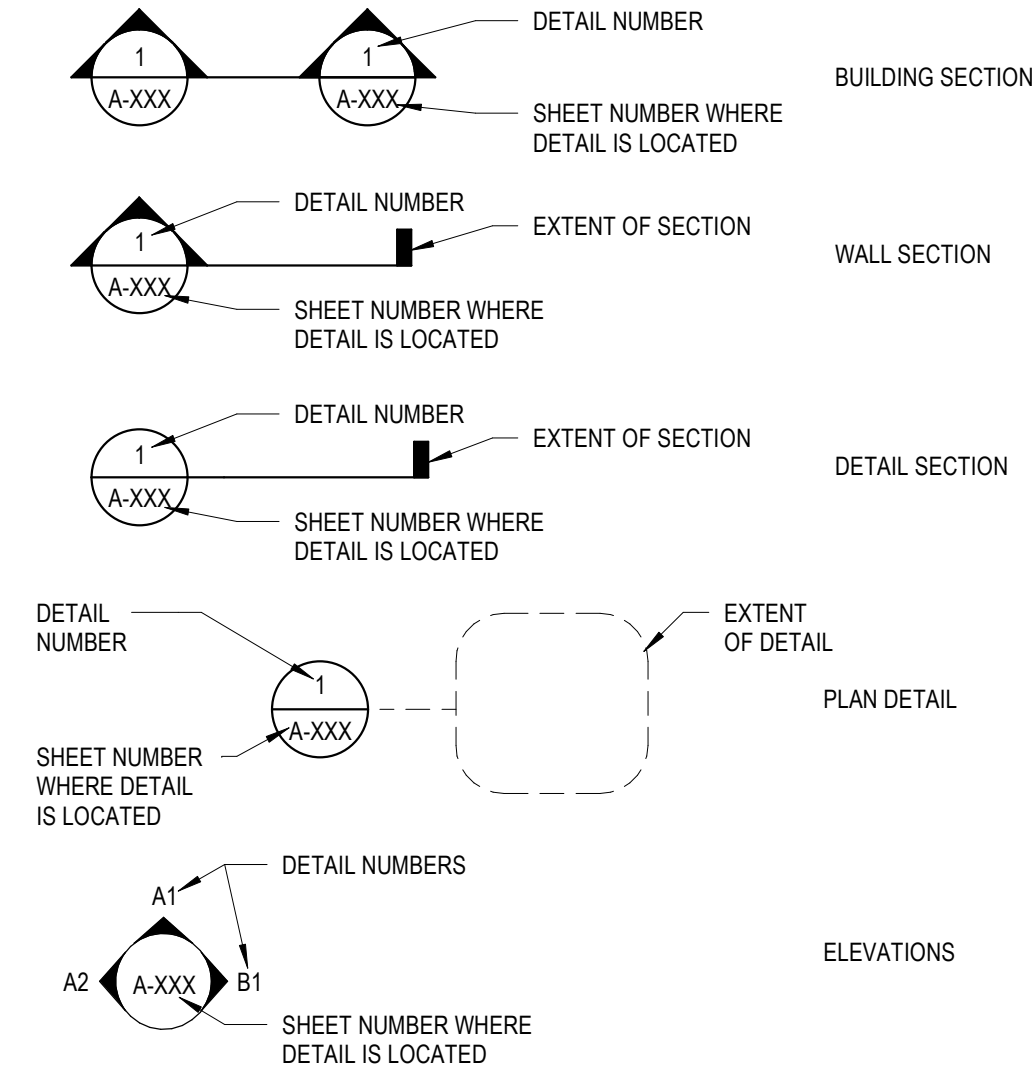 DETAIL NUMBER
1
1
A-XXX
A-XXX
BUILDING SECTION
SHEET NUMBER WHERE
DETAIL IS LOCATED
DETAIL NUMBER
1
EXTENT OF SECTION
WALL SECTION
A-XXX
SHEET NUMBER WHERE
DETAIL IS LOCATED
DETAIL NUMBER
1
EXTENT OF SECTION
DETAIL SECTION
A-XXX
SHEET NUMBER WHERE
DETAIL IS LOCATED
DETAIL
NUMBER
EXTENT
OF DETAIL
1
A-XXX
PLAN DETAIL
SHEET NUMBER
WHERE DETAIL
IS LOCATED
DETAIL NUMBERS
A1
A2
A-XXX
B1
ELEVATIONS
SHEET NUMBER WHERE
DETAIL IS LOCATED